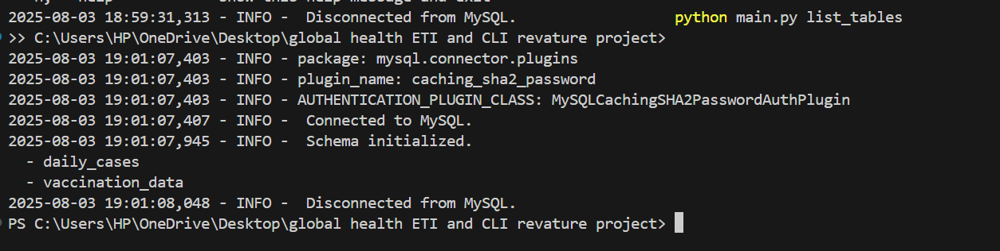 2025-08-03 18:59:31,313 - INFO -  Disconnected from MySQL.                  python main.py list_tables
>> C:\Users\HP\OneDrive\Desktop\global health ETI and CLI revature project>
2025-08-03 19:01:07,403 - INFO - package: mysql.connector.plugins
2025-08-03 19:01:07,403 - INFO - plugin_name: caching_sha2_password
2025-08-03 19:01:07,403 - INFO - AUTHENTICATION_PLUGIN_CLASS: MySQLCachingSHA2PasswordAuthPlugin
2025-08-03 19:01:07,407 - INFO -  Connected to MySQL.
2025-08-03 19:01:07,945 - INFO -  Schema initialized.
  - daily_cases
  - vaccination_data
2025-08-03 19:01:08,048 - INFO -  Disconnected from MySQL.
PS C:\Users\HP\OneDrive\Desktop\global health ETI and CLI revature project>